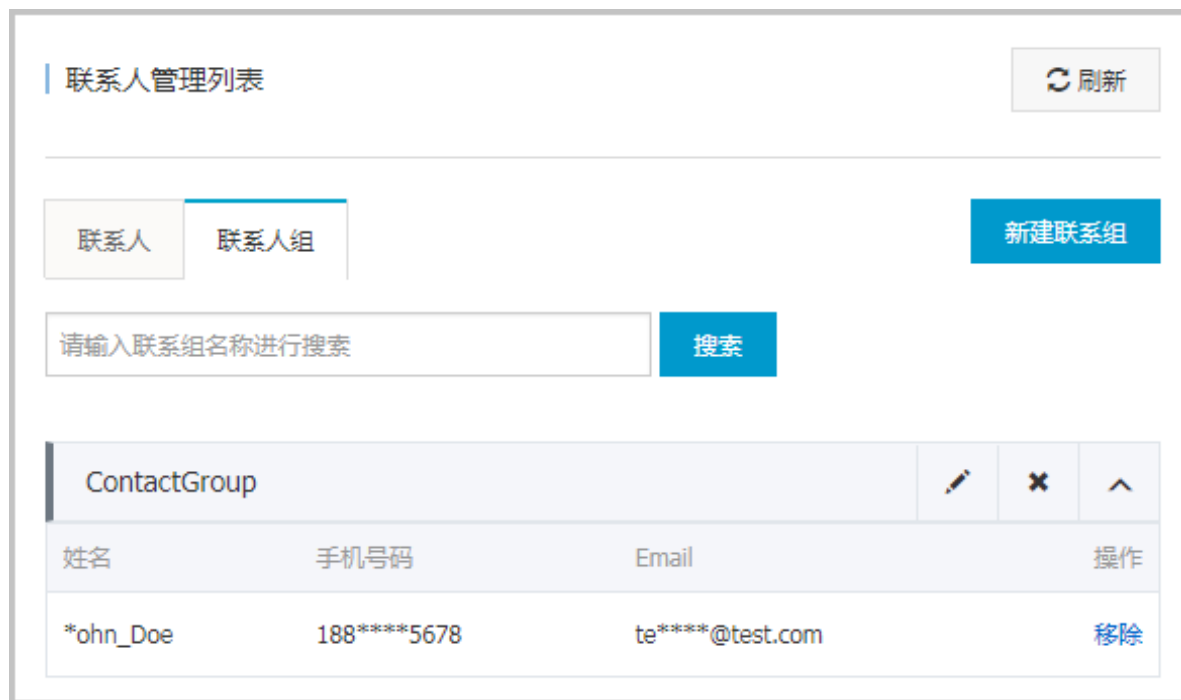 联系人管理列表
刷新
联系人
联系人组
新建联系组
请输入联系组名称进行搜索
搜索
ContactGroup
姓名 手机号码 Email 操作
*ohn_Doe 188****5678 te****@test.com 移除